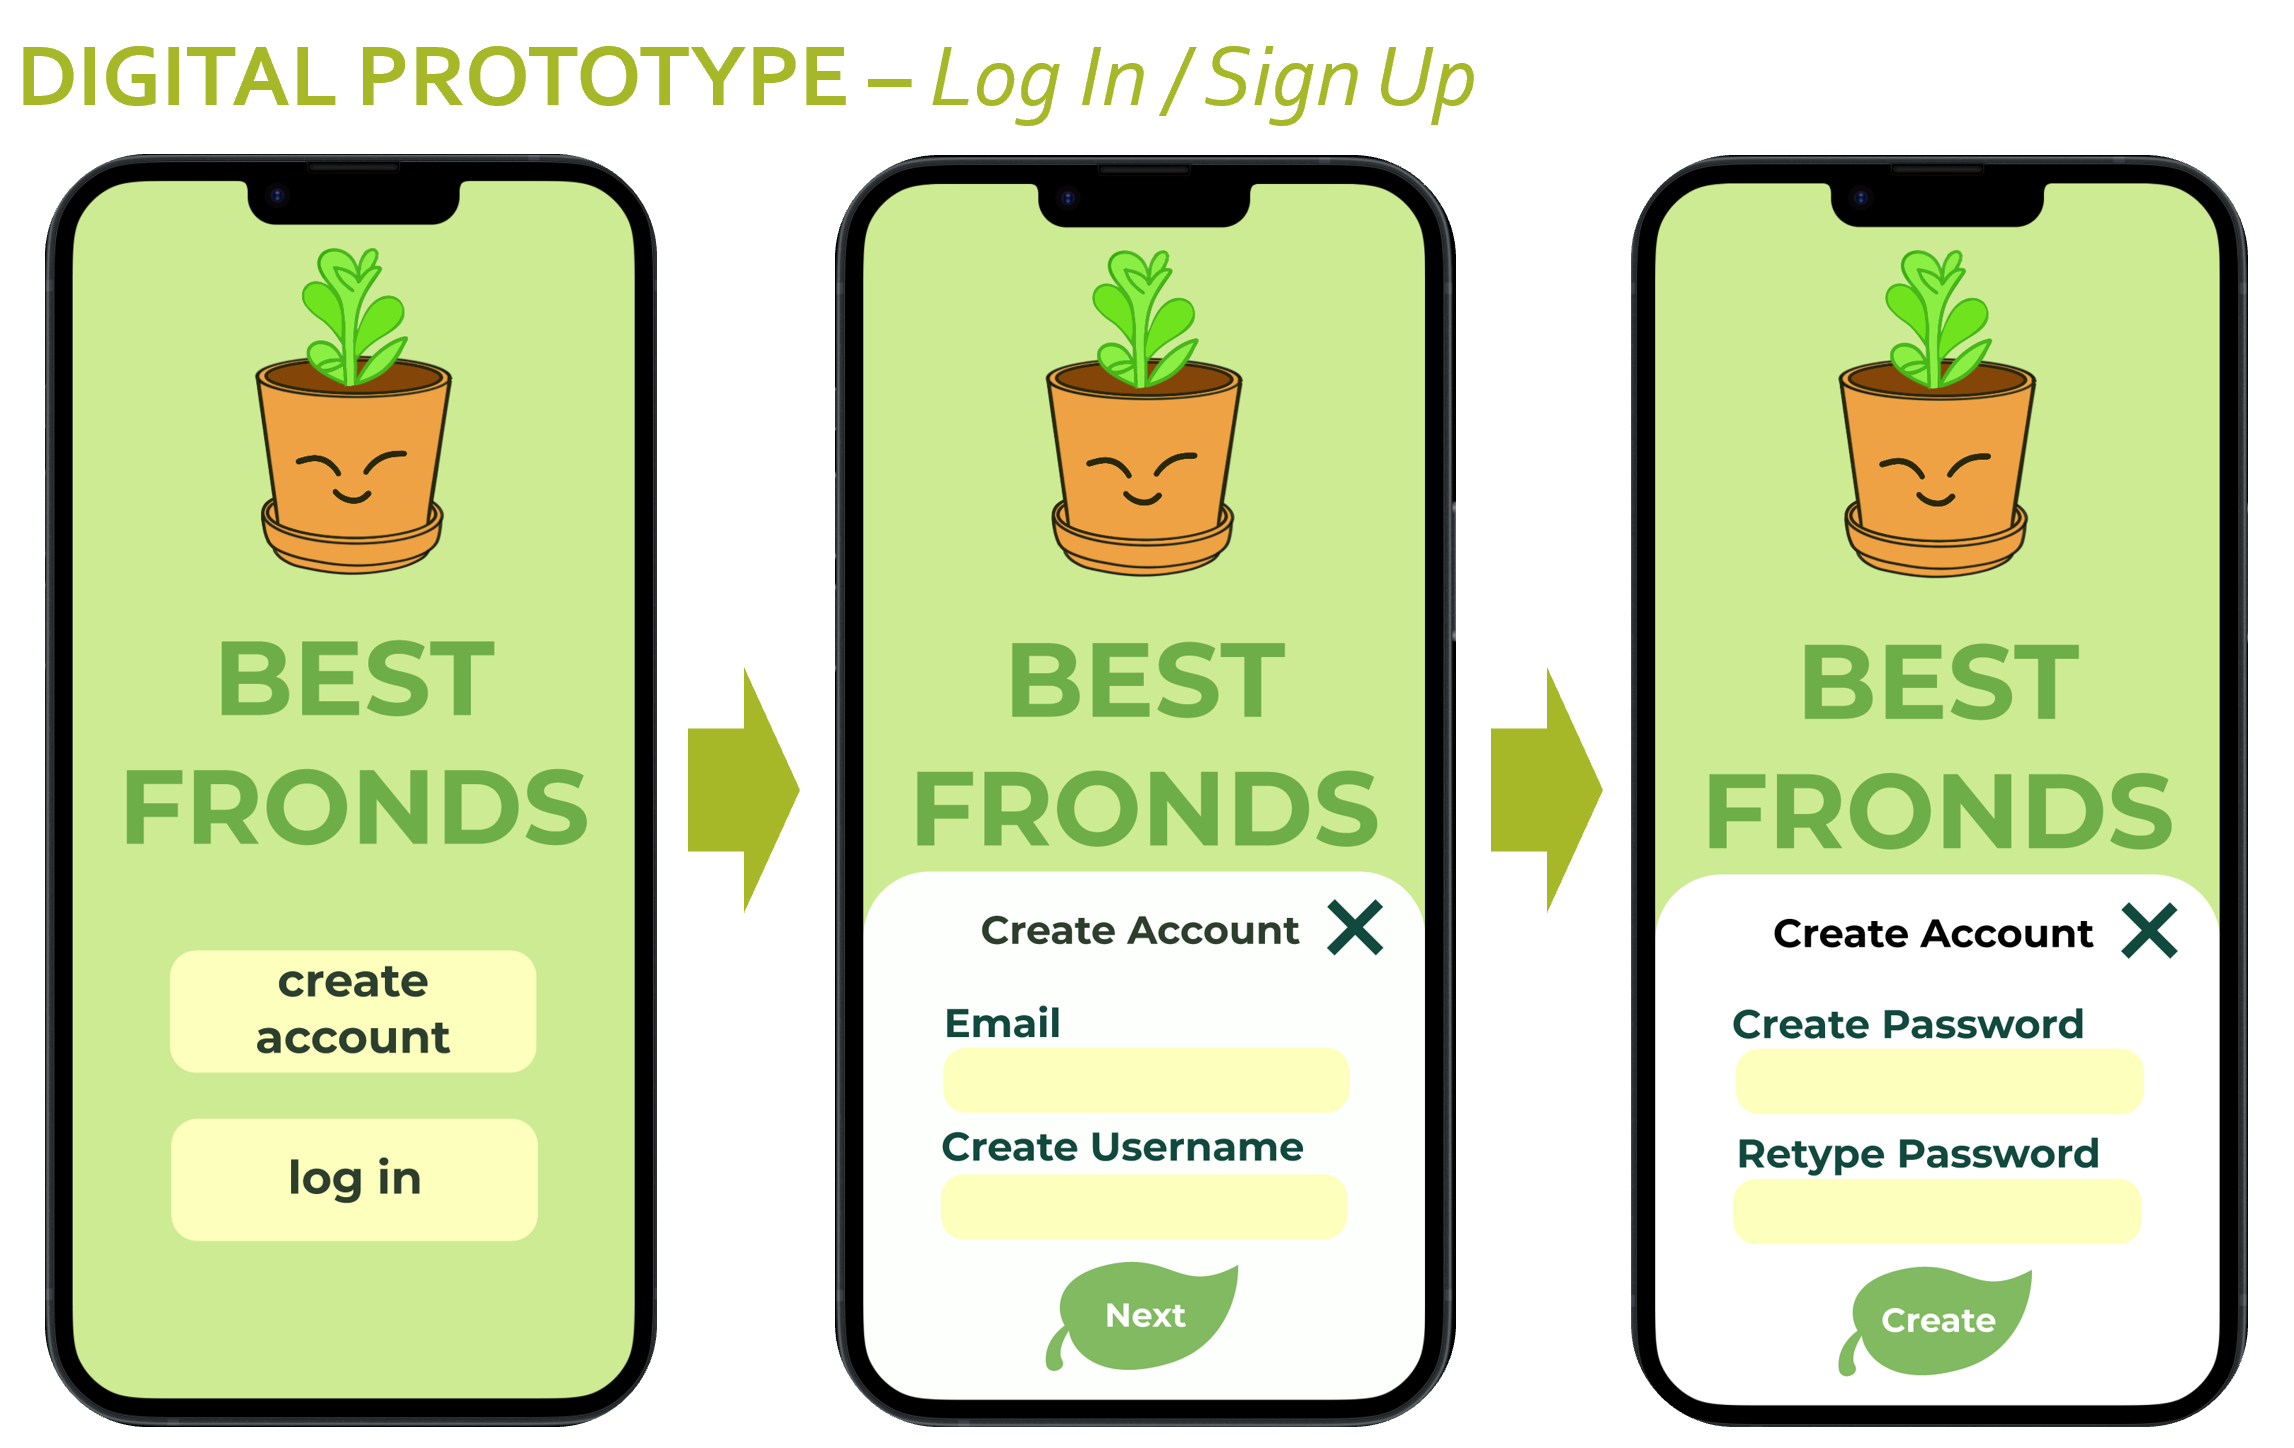 DIGITAL PROTOTYPE – Log In / Sign Up
BEST
FRONDS
create
account
log in
BEST
FRONDS
Create Account
Email
Create Username
Next
BEST
FRONDS
Create Account
Create Password
Retype Password
Create